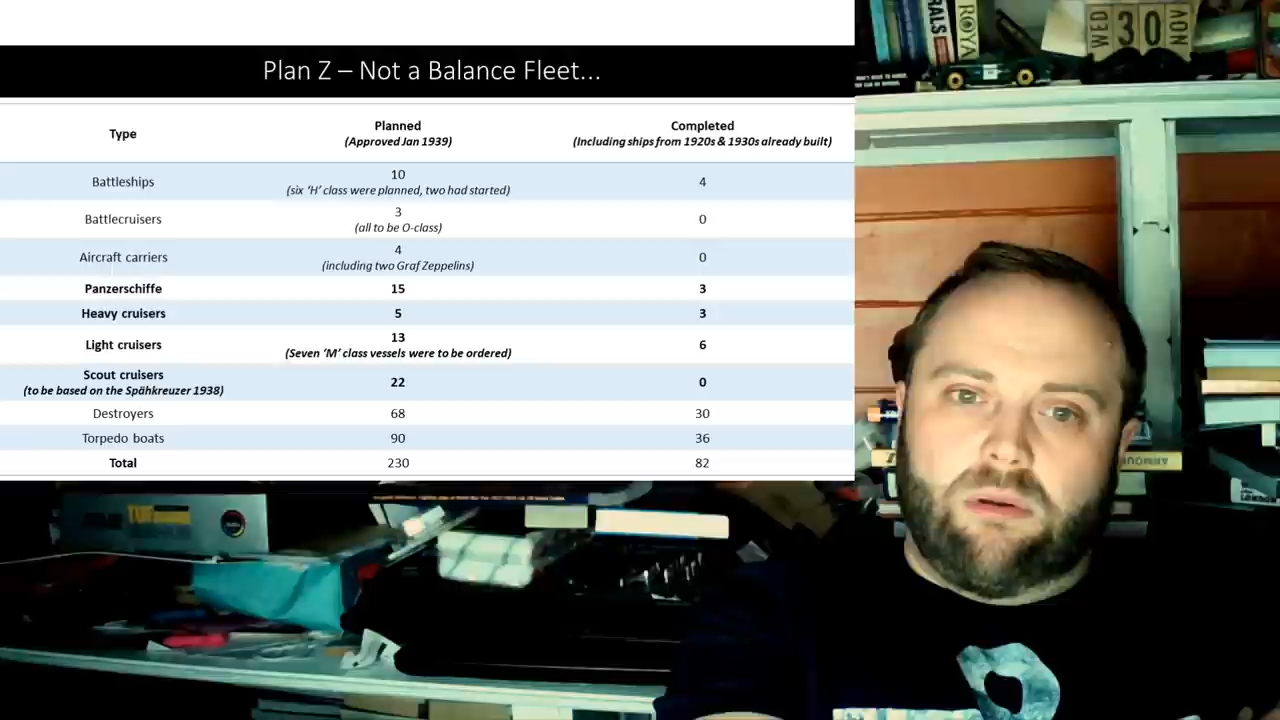 Plan Z – Not a Balance Fleet...
Type
Planned
(Approved Jan 1939)
Completed
(Including ships from 1920s & 1930s already built)
Battleships
10
(six 'H' class were planned, two had started)
4
Battlecruisers
3
(all to be O-class)
0
Aircraft carriers
4
(including two Graf Zeppelins)
0
Panzerschiffe
15
3
Heavy cruisers
5
3
Light cruisers
13
(Seven 'M' class vessels were to be ordered)
6
Scout cruisers
(to be based on the Spähkreuzer 1938)
22
0
Destroyers
68
30
Torpedo boats
90
36
Total
230
82
WED
30
NOV
ROYA
RALS
TUF
LONDON